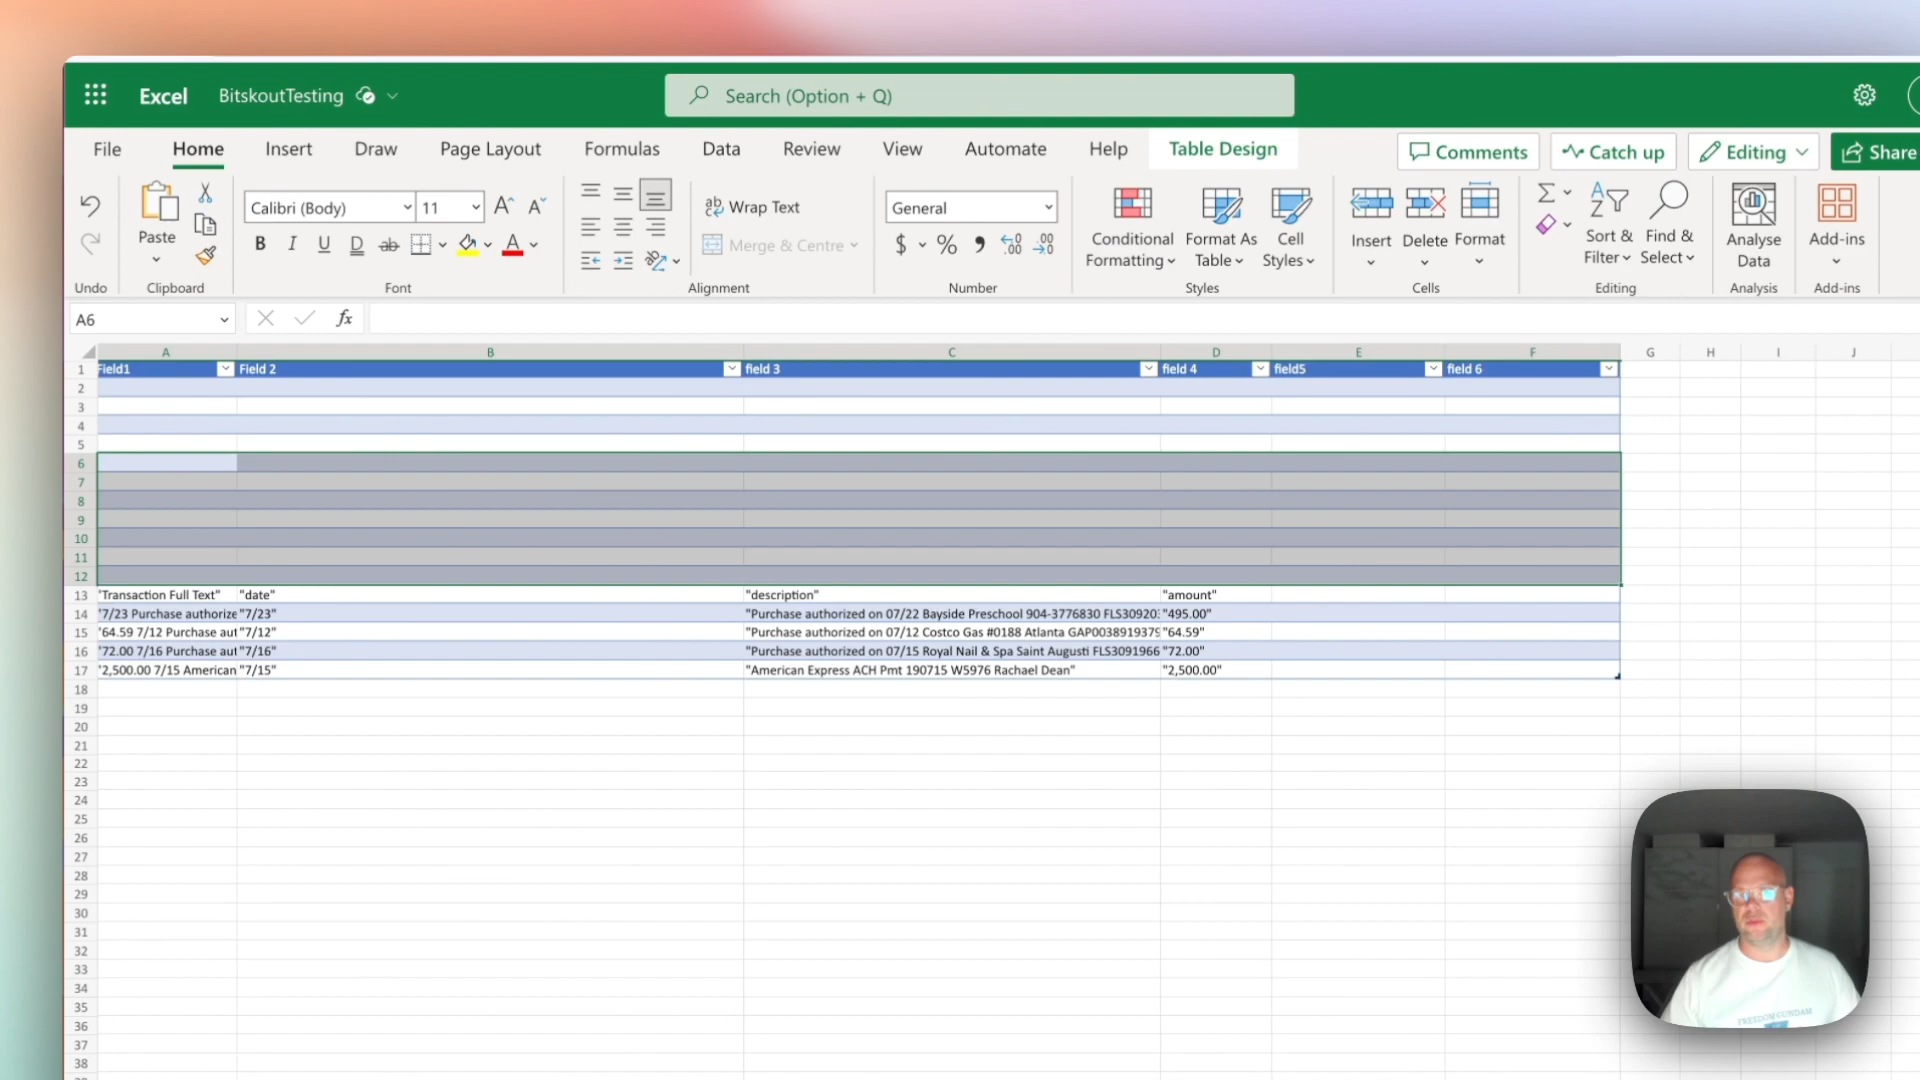 Excel BitskoutTesting Search (Option + Q)
File Home Insert Draw Page Layout Formulas Data Review View Automate Help Table Design Comments Catch up Editing Share
Calibri (Body) 11 Wrap Text General
Paste B I U D ab $ % Merge & Centre
Conditional Formatting Format As Table Cell Styles Insert Delete Format Sort & Filter Find & Select Analyse Data Add-ins
Undo Clipboard Font Alignment Number Styles Cells Editing Analysis Add-ins
A6 fx
A B C D E F G H I J
1 Field1 Field 2 field 3 field 4 field5 field 6
2
3
4
5
6
7
8
9
10
11
12
13 "Transaction Full Text" "date" "description" "amount"
14 "7/23 Purchase authorize "7/23" "Purchase authorized on 07/22 Bayside Preschool 904-3776830 FLS30920 "495.00"
15 "64.59 7/12 Purchase aut "7/12" "Purchase authorized on 07/12 Costco Gas #0188 Atlanta GAP0038919379 "64.59"
16 "72.00 7/16 Purchase aut "7/16" "Purchase authorized on 07/15 Royal Nail & Spa Saint Augusti FLS3091966 "72.00"
17 "2,500.00 7/15 American "7/15" "American Express ACH Pmt 190715 W5976 Rachael Dean" "2,500.00"
18
19
20
21
22
23
24
25
26
27
28
29
30
31
32
33
34
35
36
37
38
FREEDOM GUNDAM